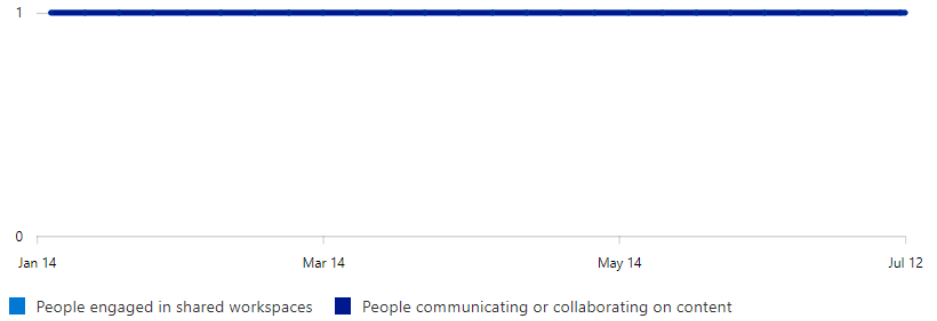 1
0
Jan 14 Mar 14 May 14 Jul 12
People engaged in shared workspaces People communicating or collaborating on content